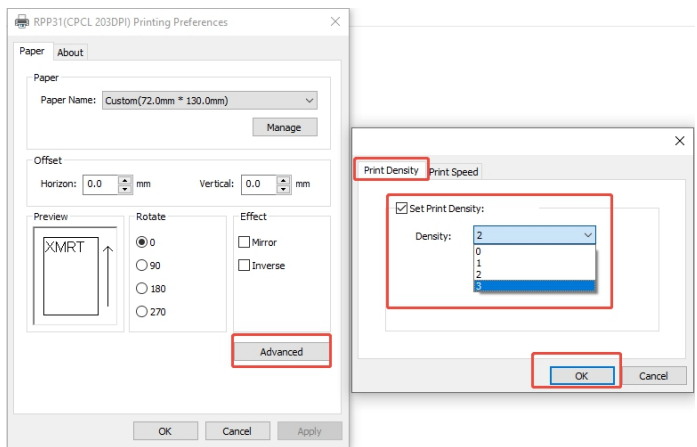 RPP31(CPCL 203DPI) Printing Preferences
Paper About
Paper
Paper Name: Custom(72.0mm * 130.0mm)
Manage
Offset
Horizon: 0.0 mm Vertical: 0.0 mm
Preview
XMRT
Rotate
0
90
180
270
Effect
Mirror
Inverse
Advanced
OK Cancel Apply
Print Density Print Speed
Set Print Density:
Density: 2
0
1
2
3
OK Cancel